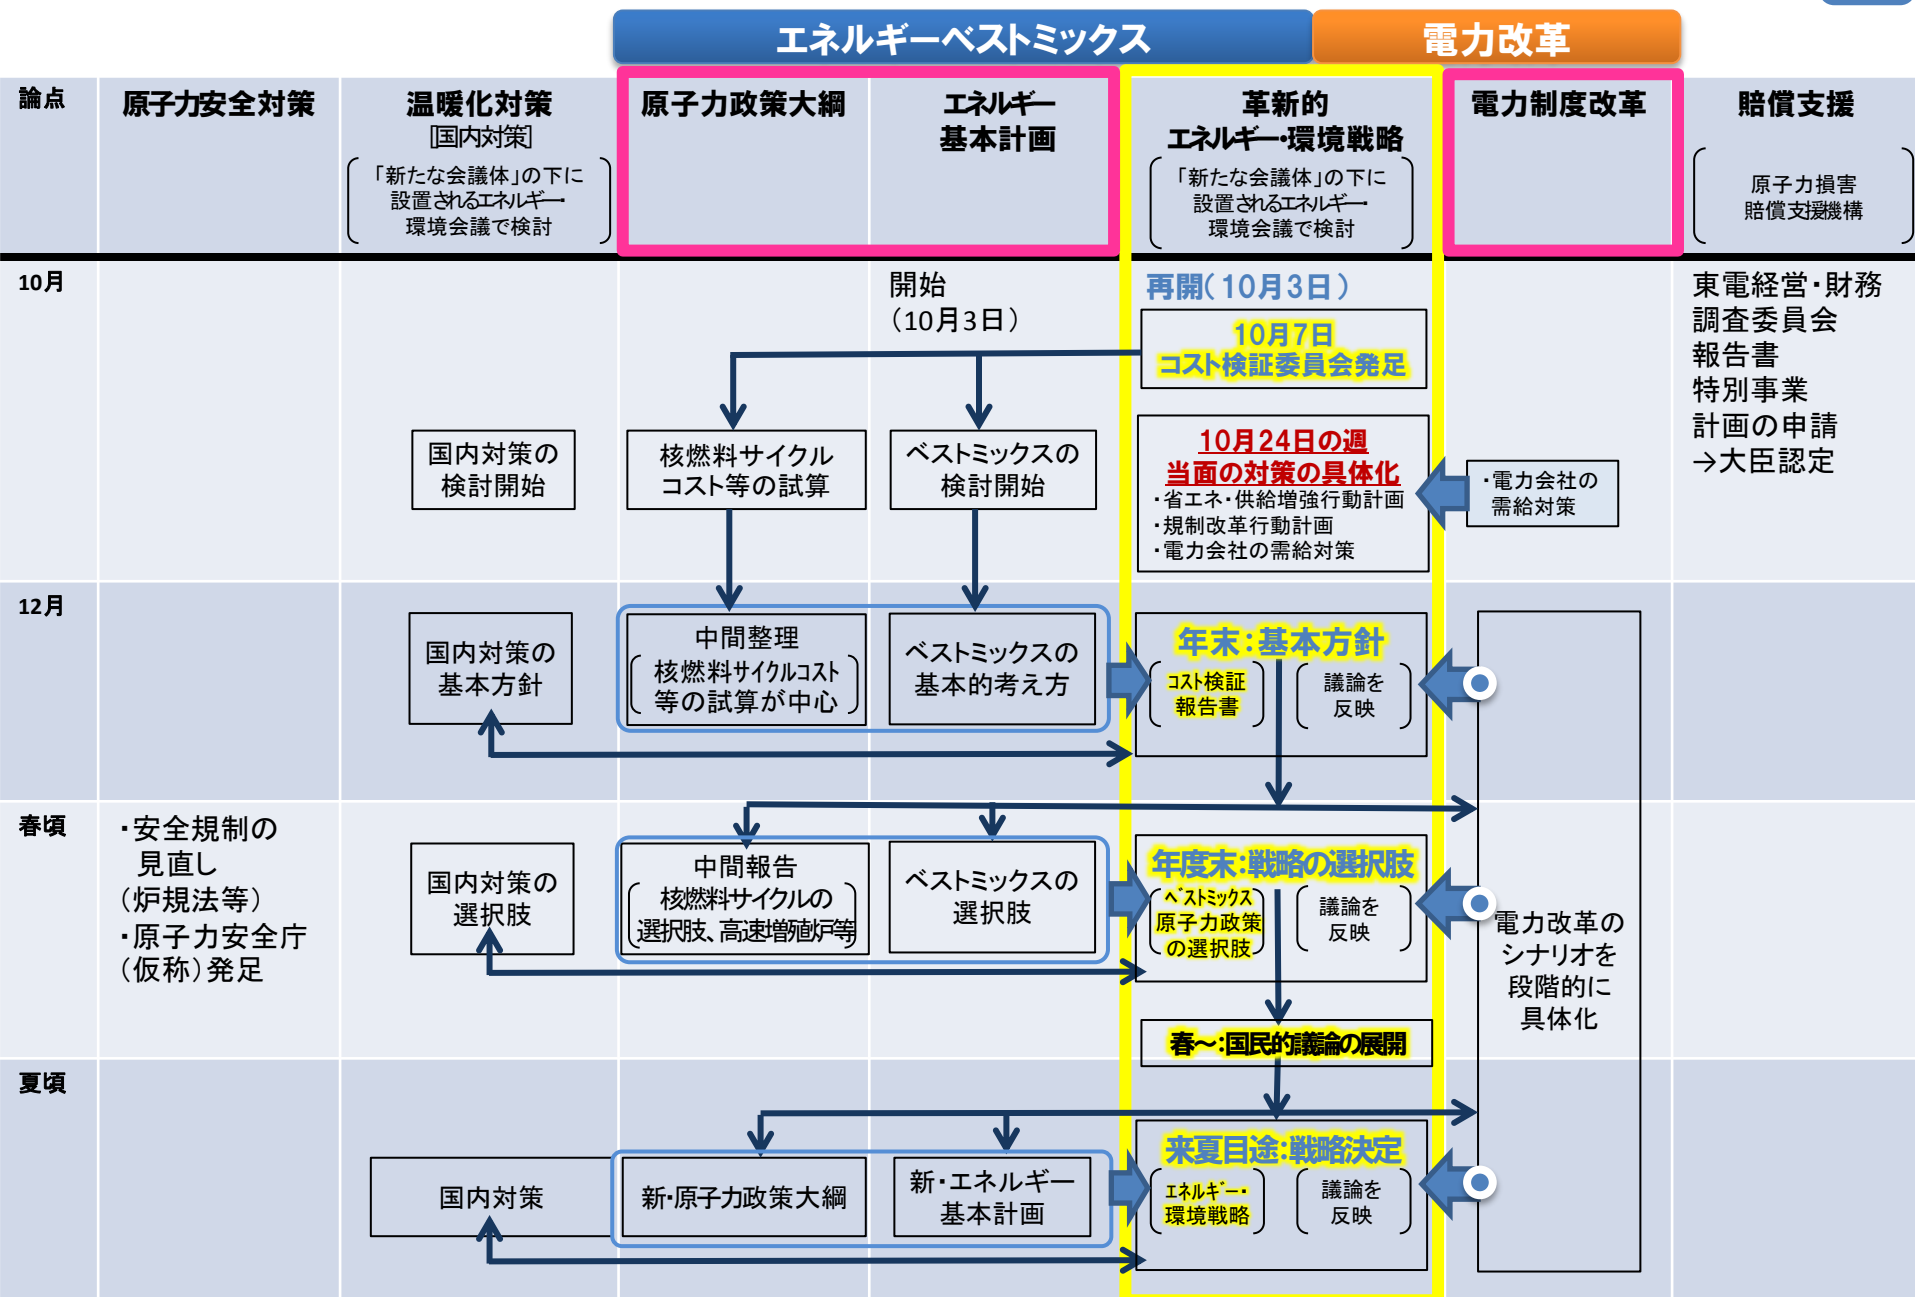 エネルギーベストミックス
電力改革
論点
原子力安全対策
温暖化対策
［国内対策］
「新たな会議体」の下に
設置されるエネルギー・
環境会議で検討
原子力政策大綱
エネルギー
基本計画
革新的
エネルギー・環境戦略
「新たな会議体」の下に
設置されるエネルギー・
環境会議で検討
電力制度改革
賠償支援
原子力損害
賠償支援機構
10月
開始
（10月3日）
再開（10月3日）
10月7日
コスト検証委員会発足
国内対策の
検討開始
核燃料サイクル
コスト等の試算
ベストミックスの
検討開始
10月24日の週
当面の対策の具体化
・省エネ・供給増強行動計画
・規制改革行動計画
・電力会社の需給対策
・電力会社の
需給対策
東電経営・財務
調査委員会
報告書
特別事業
計画の申請
→大臣認定
12月
国内対策の
基本方針
中間整理
核燃料サイクルコスト
等の試算が中心
ベストミックスの
基本的考え方
年末：基本方針
コスト検証
報告書
議論を
反映
春頃
・安全規制の
見直し
（炉規法等）
・原子力安全庁
（仮称）発足
国内対策の
選択肢
中間報告
核燃料サイクルの
選択肢、高速増殖炉等
ベストミックスの
選択肢
年度末：戦略の選択肢
ベストミックス
原子力政策
の選択肢
議論を
反映
電力改革の
シナリオを
段階的に
具体化
春～：国民的議論の展開
夏頃
国内対策
新・原子力政策大綱
新・エネルギー
基本計画
来夏目途：戦略決定
エネルギー・
環境戦略
議論を
反映